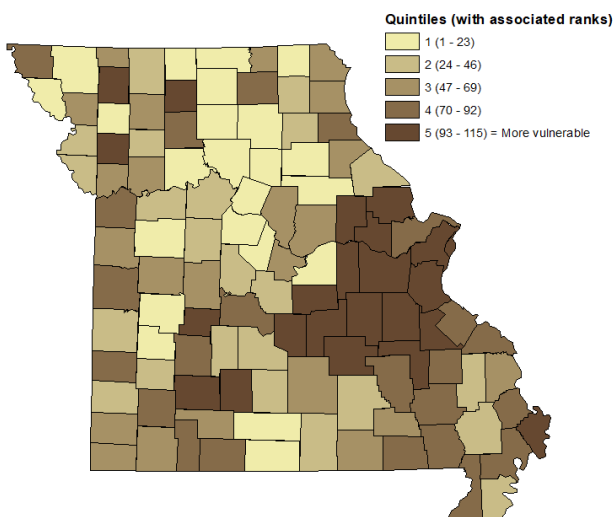 Quintiles (with associated ranks)
1 (1 - 23)
2 (24 - 46)
3 (47 - 69)
4 (70 - 92)
5 (93 - 115) = More vulnerable